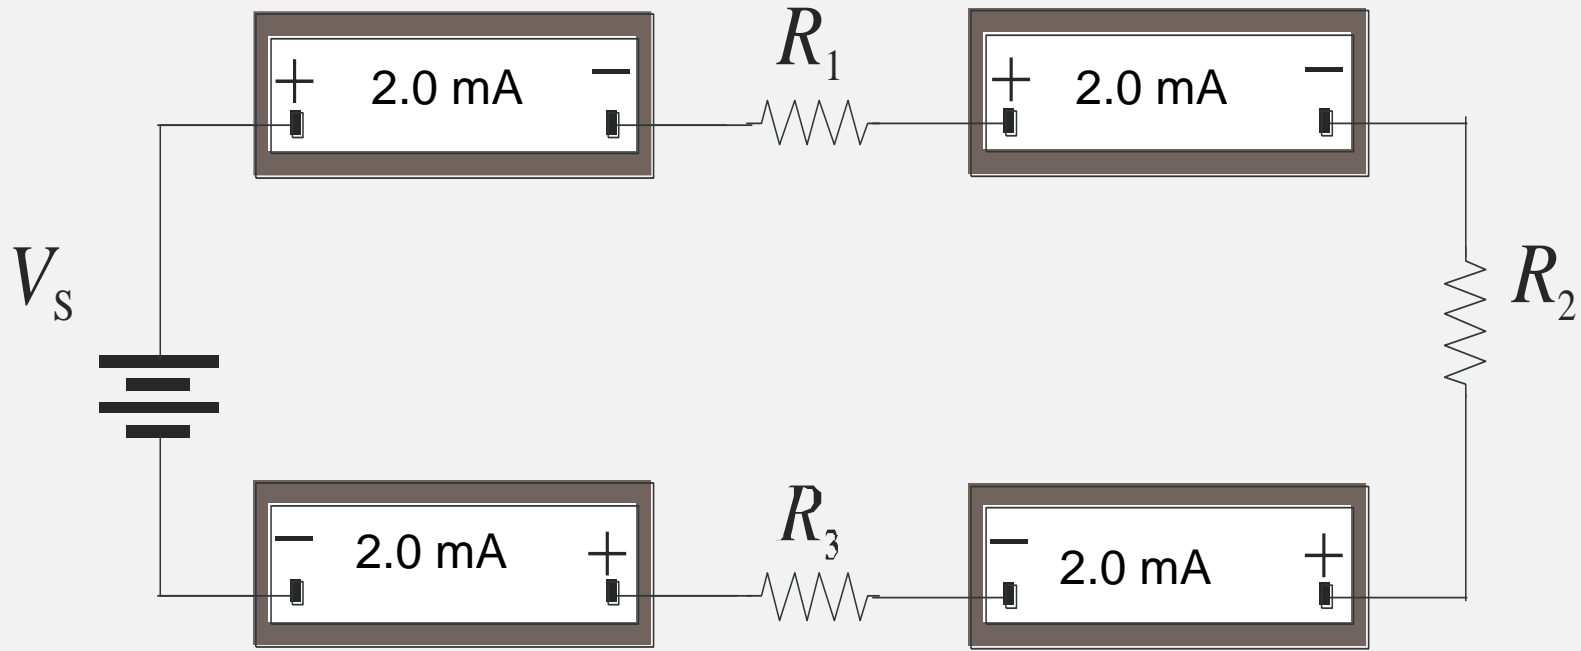 R1
+ 2.0 mA −
+ 2.0 mA −
VS
R2
R3
− 2.0 mA +
− 2.0 mA +